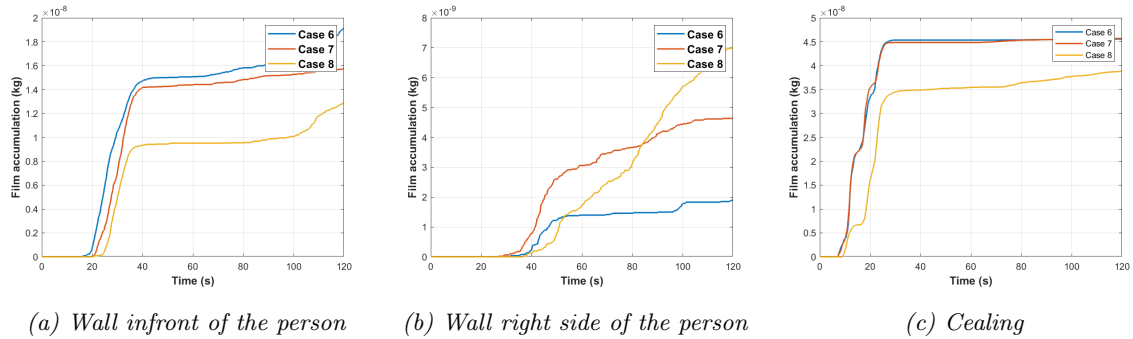 ×10⁻⁸
2
1.8
1.6
1.4
1.2
1
0.8
0.6
0.4
0.2
0
0 20 40 60 80 100 120
Film accumulation (kg)
Time (s)
Case 6
Case 7
Case 8
(a) Wall infront of the person
×10⁻⁹
8
7
6
5
4
3
2
1
0
0 20 40 60 80 100 120
Film accumulation (kg)
Time (s)
Case 6
Case 7
Case 8
(b) Wall right side of the person
×10⁻⁸
5
4.5
4
3.5
3
2.5
2
1.5
1
0.5
0
0 20 40 60 80 100 120
Film accumulation (kg)
Time (s)
Case 6
Case 7
Case 8
(c) Cealing